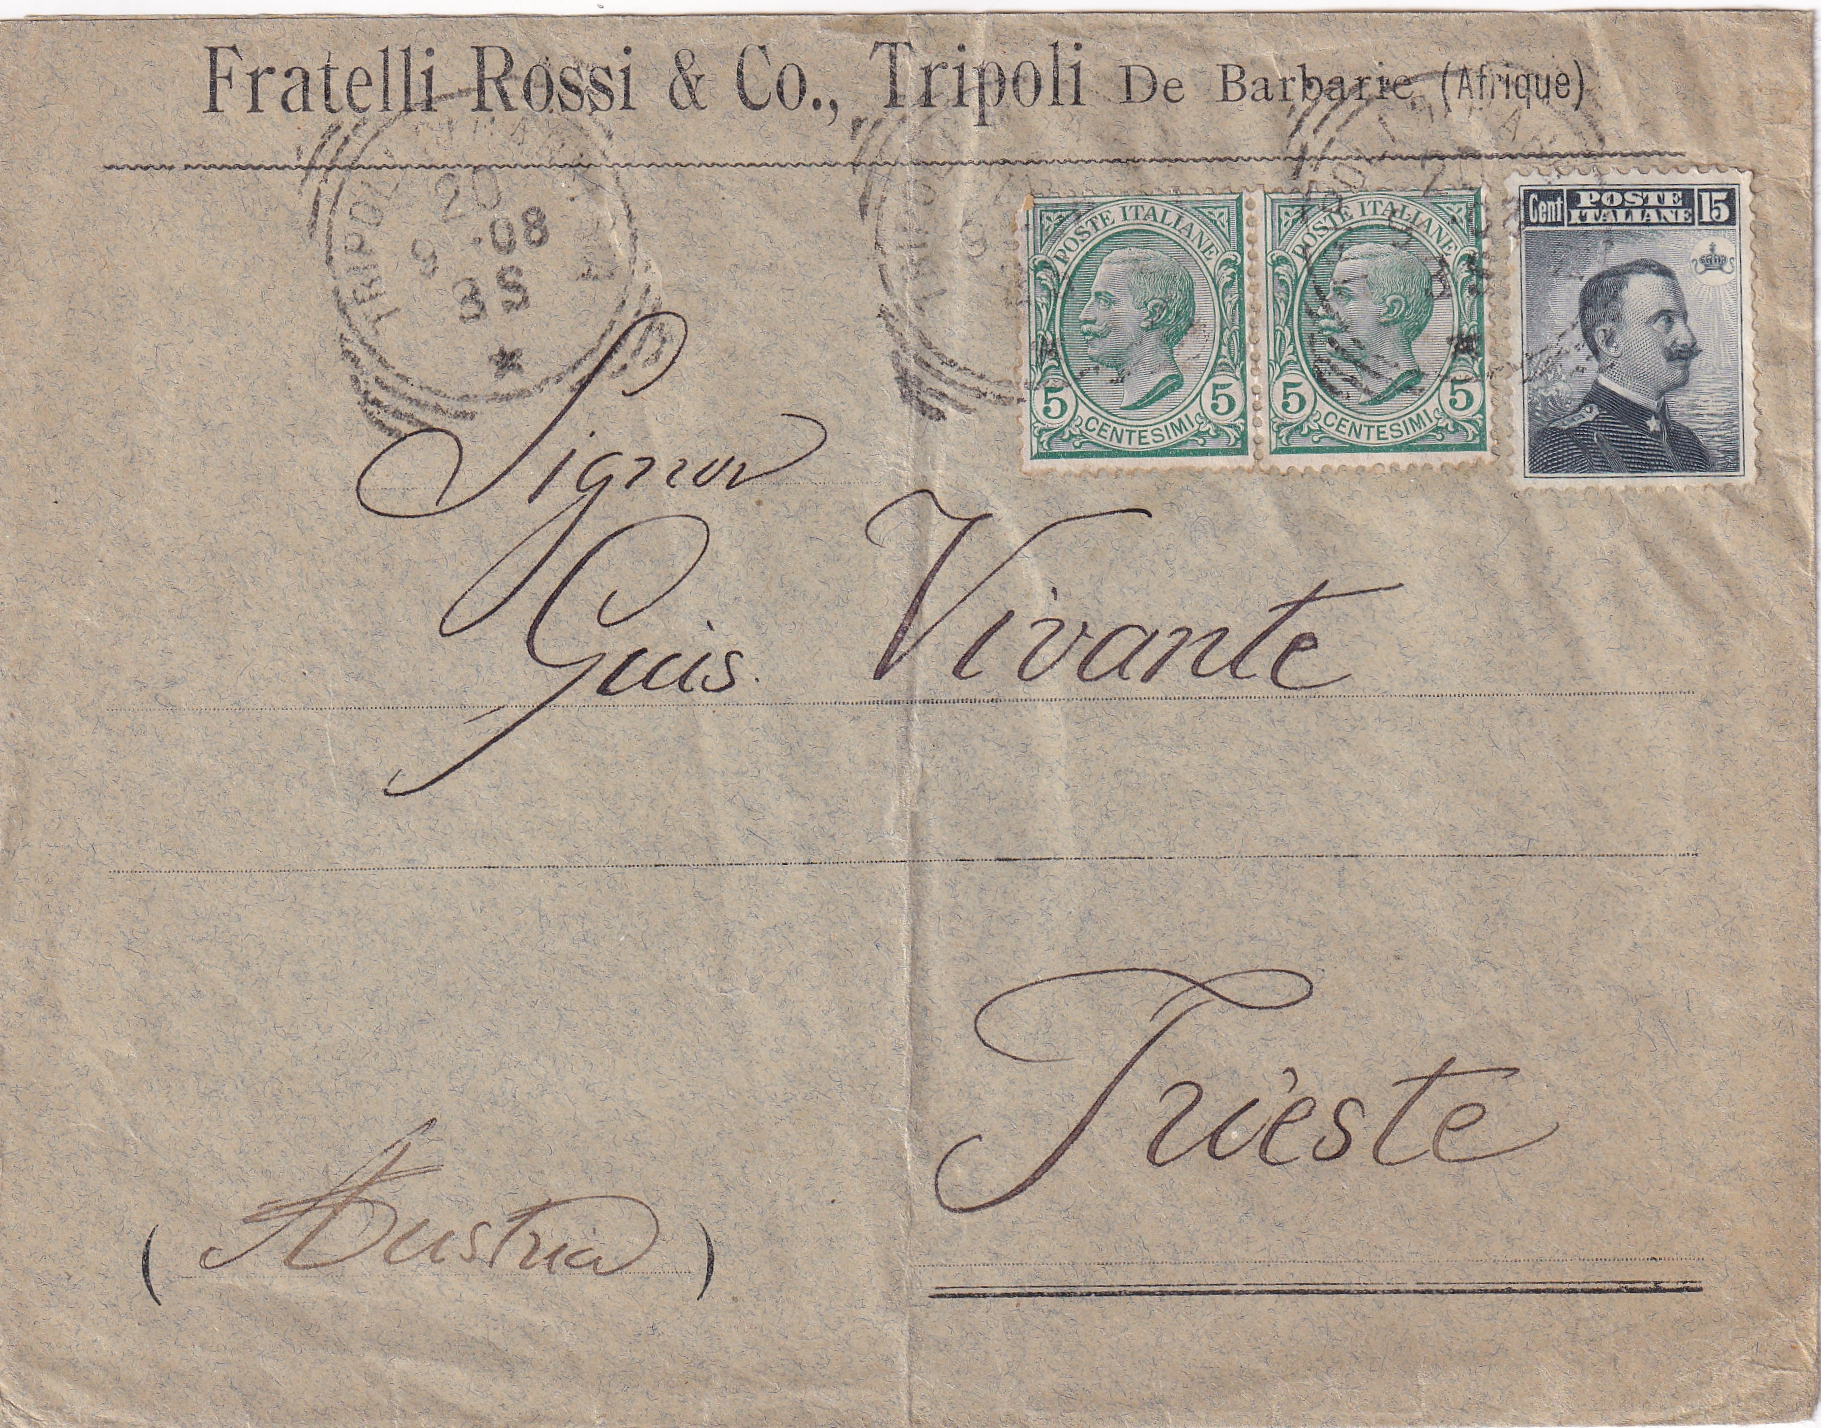 Fratelli Rossi & Co., Tripoli De Barbarie (Afrique)
TRIPOLI
20
9 .08
3S
POSTE ITALIANE
5 5
CENTESIMI
POSTE ITALIANE
5 5
CENTESIMI
Cent POSTE ITALIANE 15
Signor
Guis. Vivante
Trieste
(Austria)